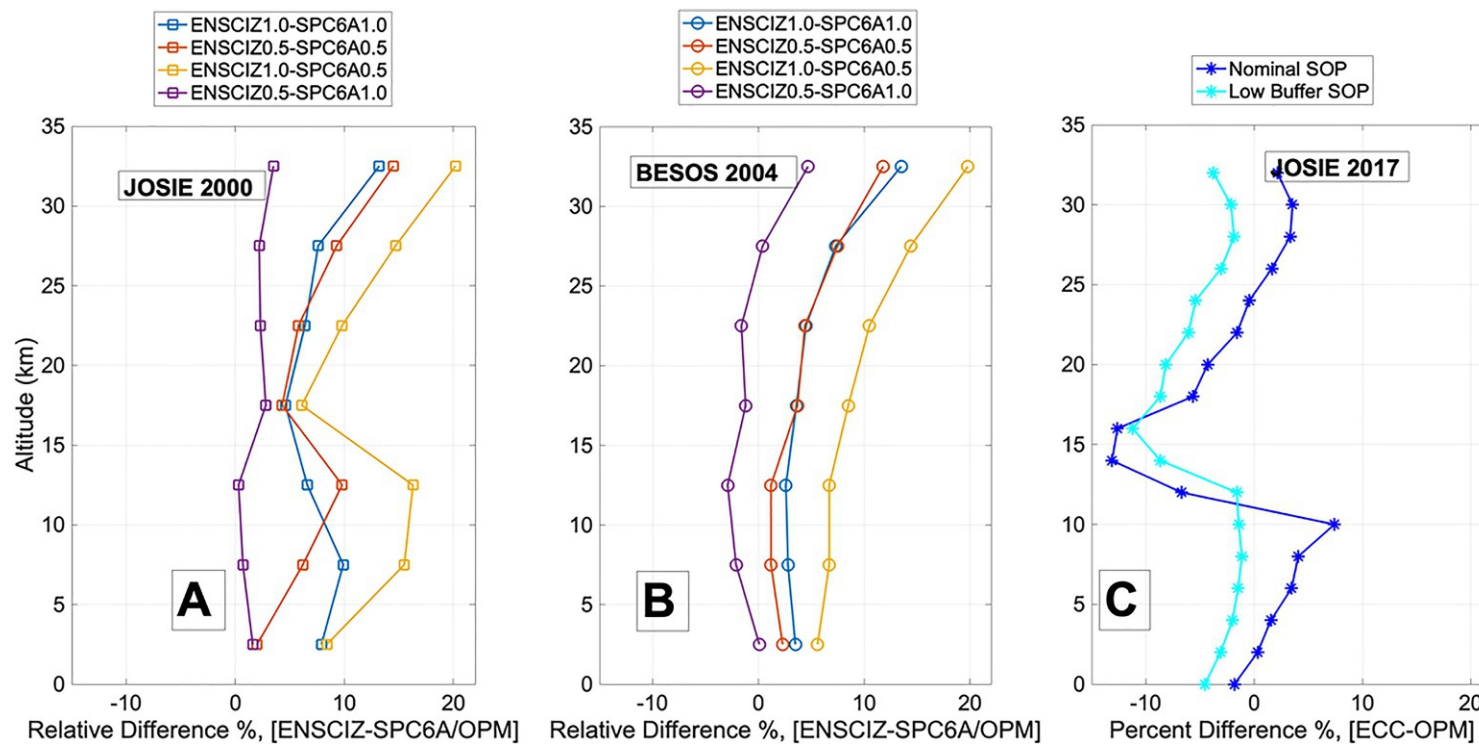 ENSCIZ1.0-SPC6A1.0
ENSCIZ0.5-SPC6A0.5
ENSCIZ1.0-SPC6A0.5
ENSCIZ0.5-SPC6A1.0
35
30
25
20
15
10
5
0
Altitude (km)
JOSIE 2000
A
-10 0 10 20
Relative Difference %, [ENSCIZ-SPC6A/OPM]
ENSCIZ1.0-SPC6A1.0
ENSCIZ0.5-SPC6A0.5
ENSCIZ1.0-SPC6A0.5
ENSCIZ0.5-SPC6A1.0
35
30
25
20
15
10
5
0
BESOS 2004
B
-10 0 10 20
Relative Difference %, [ENSCIZ-SPC6A/OPM]
Nominal SOP
Low Buffer SOP
35
30
25
20
15
10
5
0
JOSIE 2017
C
-10 0 10 20
Percent Difference %, [ECC-OPM]